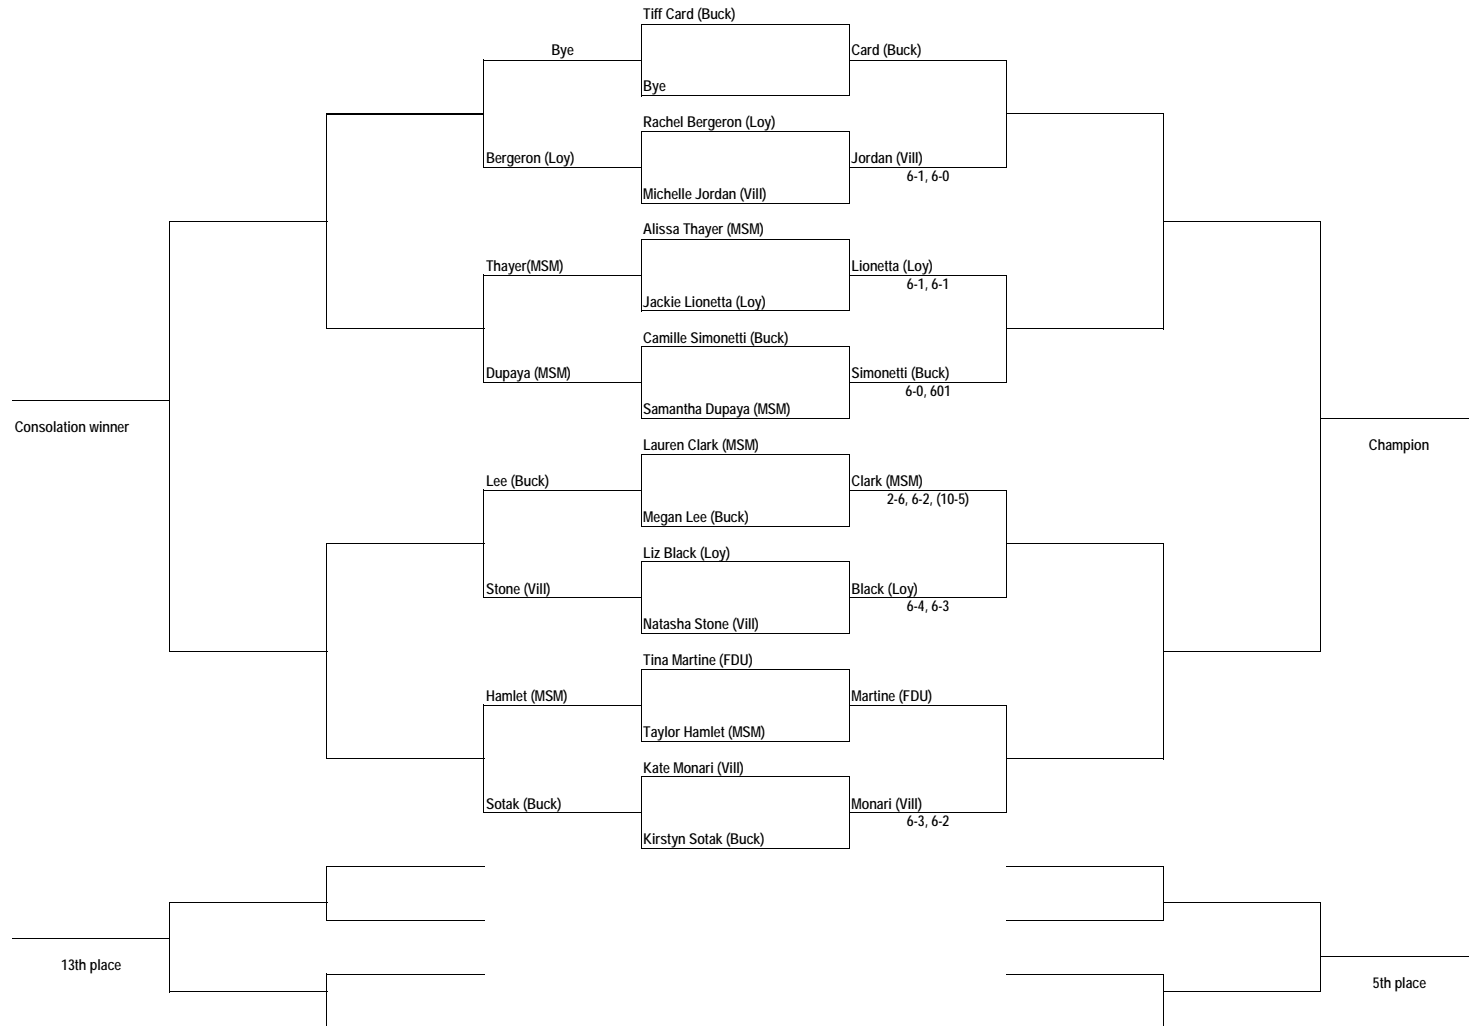 Tiff Card (Buck)
Bye
Card (Buck)
Bye
Rachel Bergeron (Loy)
Bergeron (Loy)
Jordan (Vill)
6-1, 6-0
Michelle Jordan (Vill)
Alissa Thayer (MSM)
Thayer(MSM)
Lionetta (Loy)
6-1, 6-1
Jackie Lionetta (Loy)
Camille Simonetti (Buck)
Dupaya (MSM)
Simonetti (Buck)
6-0, 601
Samantha Dupaya (MSM)
Consolation winner
Lauren Clark (MSM)
Champion
Lee (Buck)
Clark (MSM)
2-6, 6-2, (10-5)
Megan Lee (Buck)
Liz Black (Loy)
Stone (Vill)
Black (Loy)
6-4, 6-3
Natasha Stone (Vill)
Tina Martine (FDU)
Hamlet (MSM)
Martine (FDU)
Taylor Hamlet (MSM)
Kate Monari (Vill)
Sotak (Buck)
Monari (Vill)
6-3, 6-2
Kirstyn Sotak (Buck)
13th place
5th place